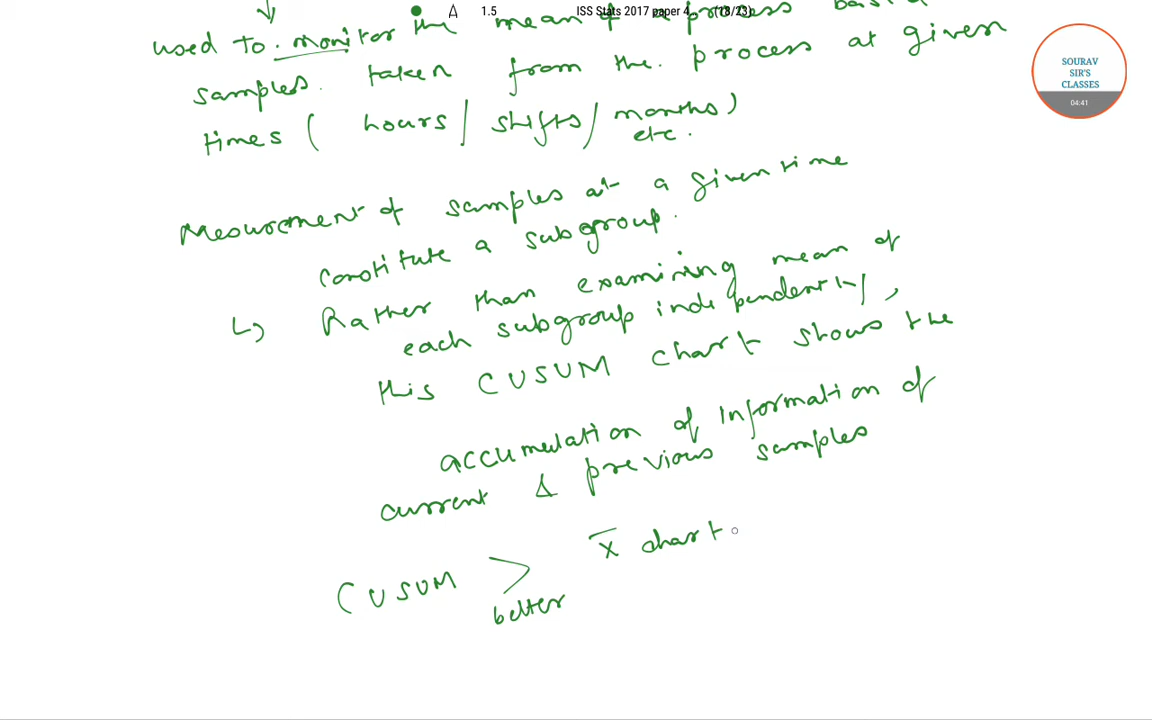 Δ 1.5 ISS Stats 2017 paper 4... (18/23)
used to monitor the mean of a process based
samples taken from the process at given
times ( hours / shifts / months )
etc.
SOURAV
SIR'S
CLASSES
04:41
Measurement of samples at a given time
constitute a subgroup.
↳ Rather than examining mean of
each subgroup independently,
this CUSUM chart shows the
accumulation of information of
current & previous samples
CUSUM > x̄ chart
better